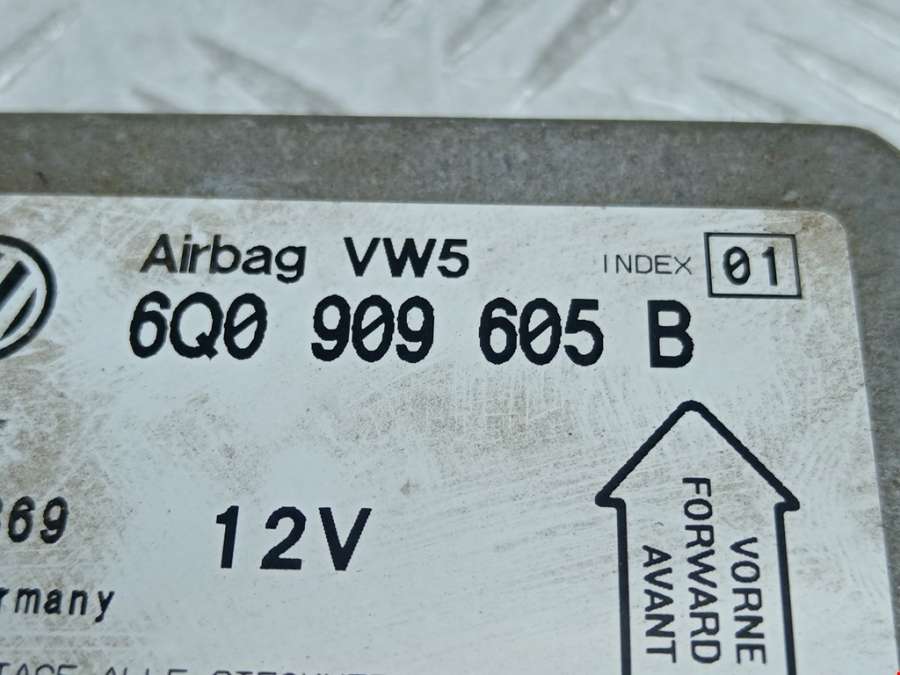 Airbag VW5
INDEX 01
6Q0 909 605 B
12V
VORNE
FORWARD
AVANT